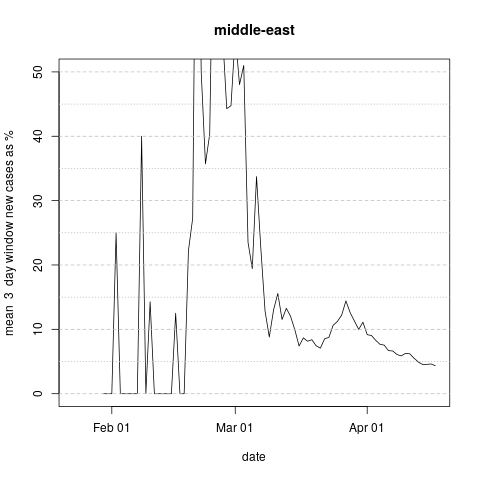 middle-east
mean  3  day window new cases as %
50
40
30
20
10
0
Feb 01
Mar 01
Apr 01
date